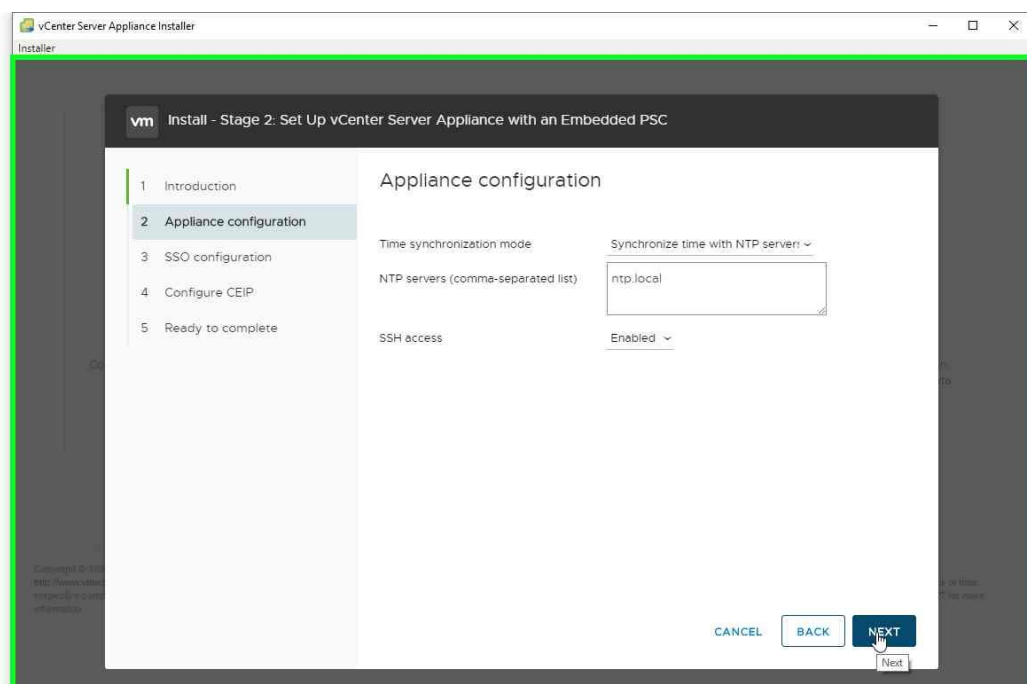 vCenter Server Appliance Installer
Installer
vm Install - Stage 2: Set Up vCenter Server Appliance with an Embedded PSC
1 Introduction
2 Appliance configuration
3 SSO configuration
4 Configure CEIP
5 Ready to complete
Appliance configuration
Time synchronization mode Synchronize time with NTP server
NTP servers (comma-separated list) ntp.local
SSH access Enabled
CANCEL BACK NEXT
Next